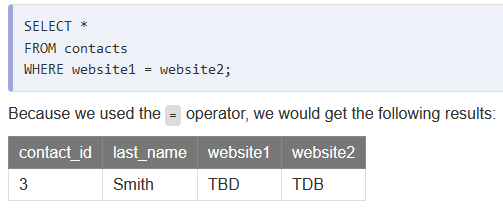 SELECT *
FROM contacts
WHERE website1 = website2;
Because we used the = operator, we would get the following results:
contact_id last_name website1 website2
3 Smith TBD TDB